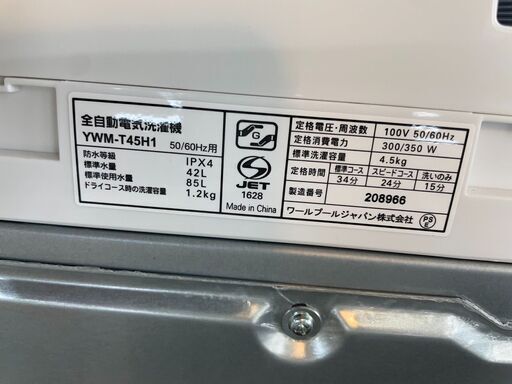 全自動電気洗濯機
YWM-T45H1 50/60Hz用
防水等級 IPX4
標準水量 42L
標準使用水量 85L
ドライコース時の洗濯容量 1.2kg
G
S
JET
1628
Made in China
定格電圧・周波数 100V 50/60Hz
定格消費電力 300/350 W
標準洗濯容量 4.5kg
定格時間 標準コース スピードコース 洗いのみ
34分 24分 15分
製造番号 208966
ワールプールジャパン株式会社
PS
E